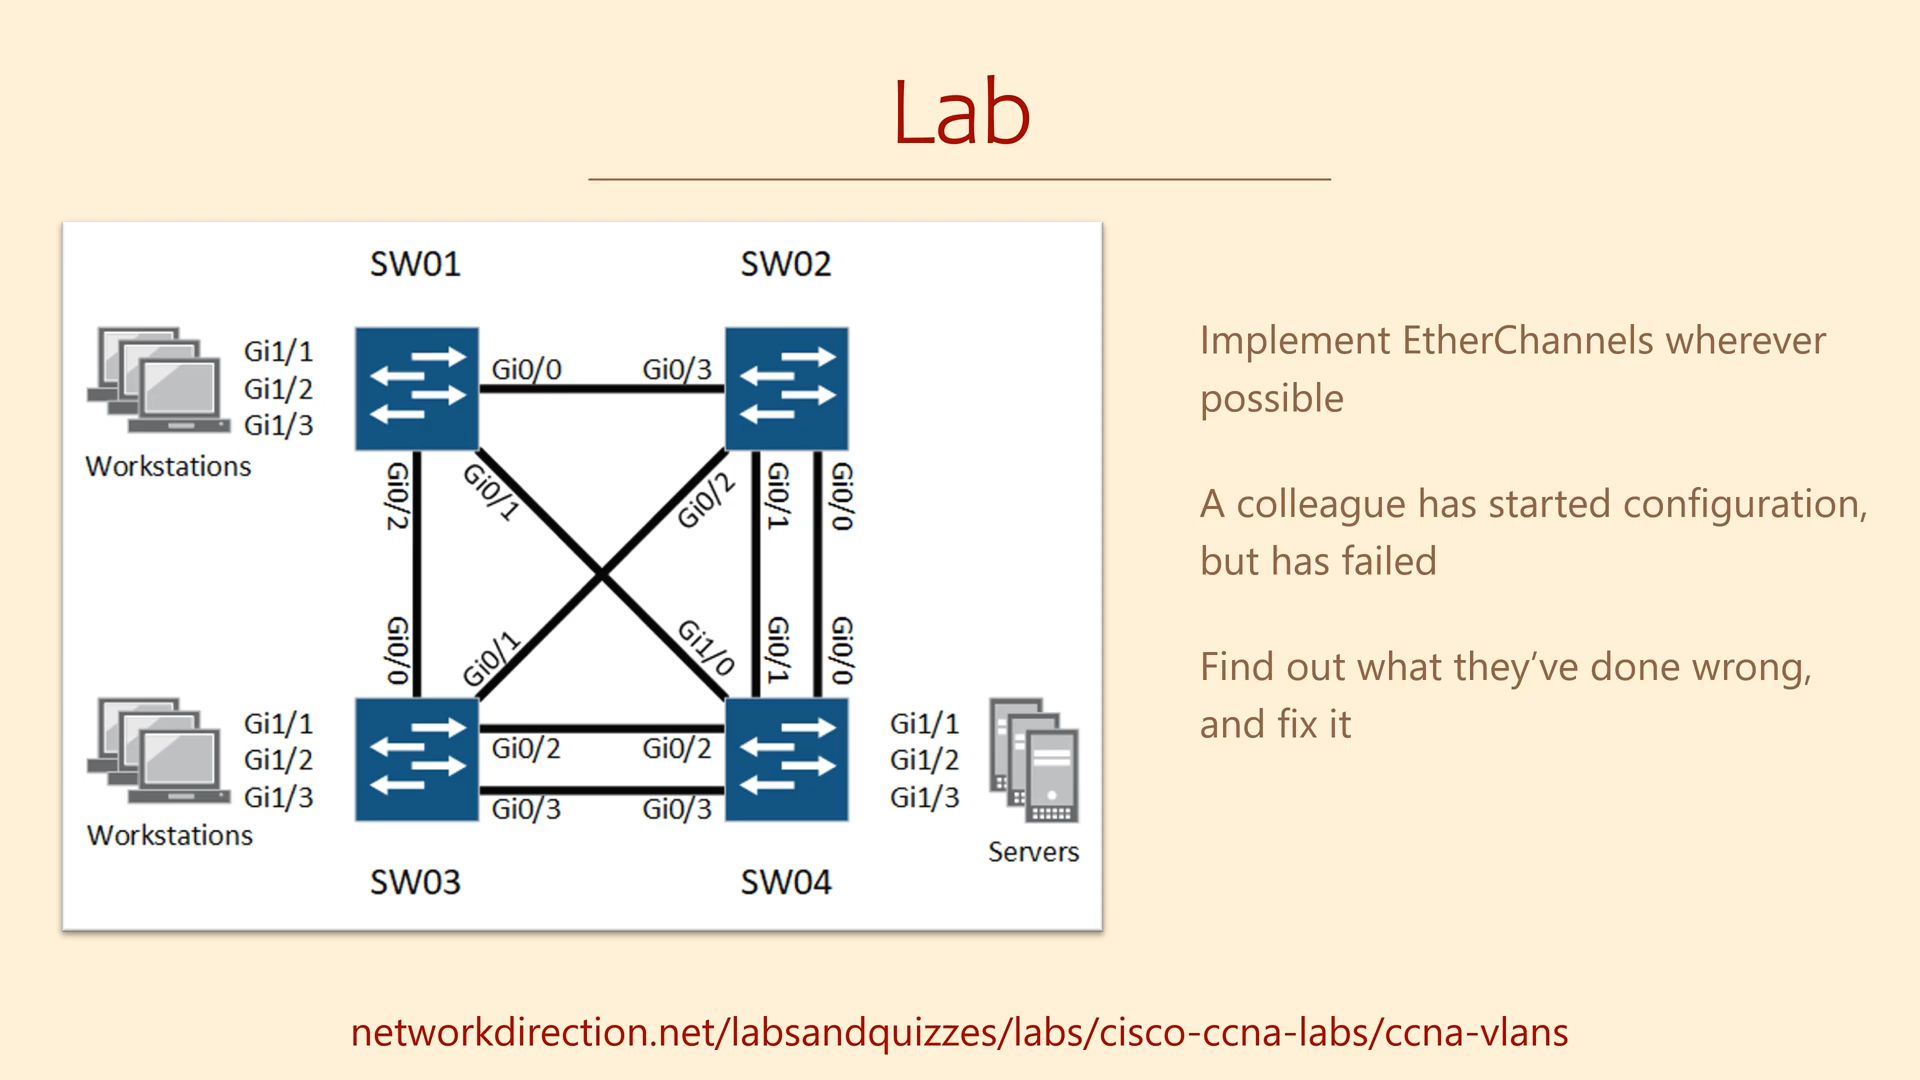 Lab
SW01
SW02
Gi1/1
Gi1/2
Gi1/3
Workstations
Gi0/0
Gi0/3
Gi0/2
Gi0/1
Gi0/2
Gi0/1
Gi0/0
Gi0/0
Gi0/1
Gi1/0
Gi0/1
Gi0/0
Gi1/1
Gi1/2
Gi1/3
Workstations
Gi0/2
Gi0/2
Gi0/3
Gi0/3
Gi1/1
Gi1/2
Gi1/3
Servers
SW03
SW04
Implement EtherChannels wherever
possible
A colleague has started configuration,
but has failed
Find out what they’ve done wrong,
and fix it
networkdirection.net/labsandquizzes/labs/cisco-ccna-labs/ccna-vlans